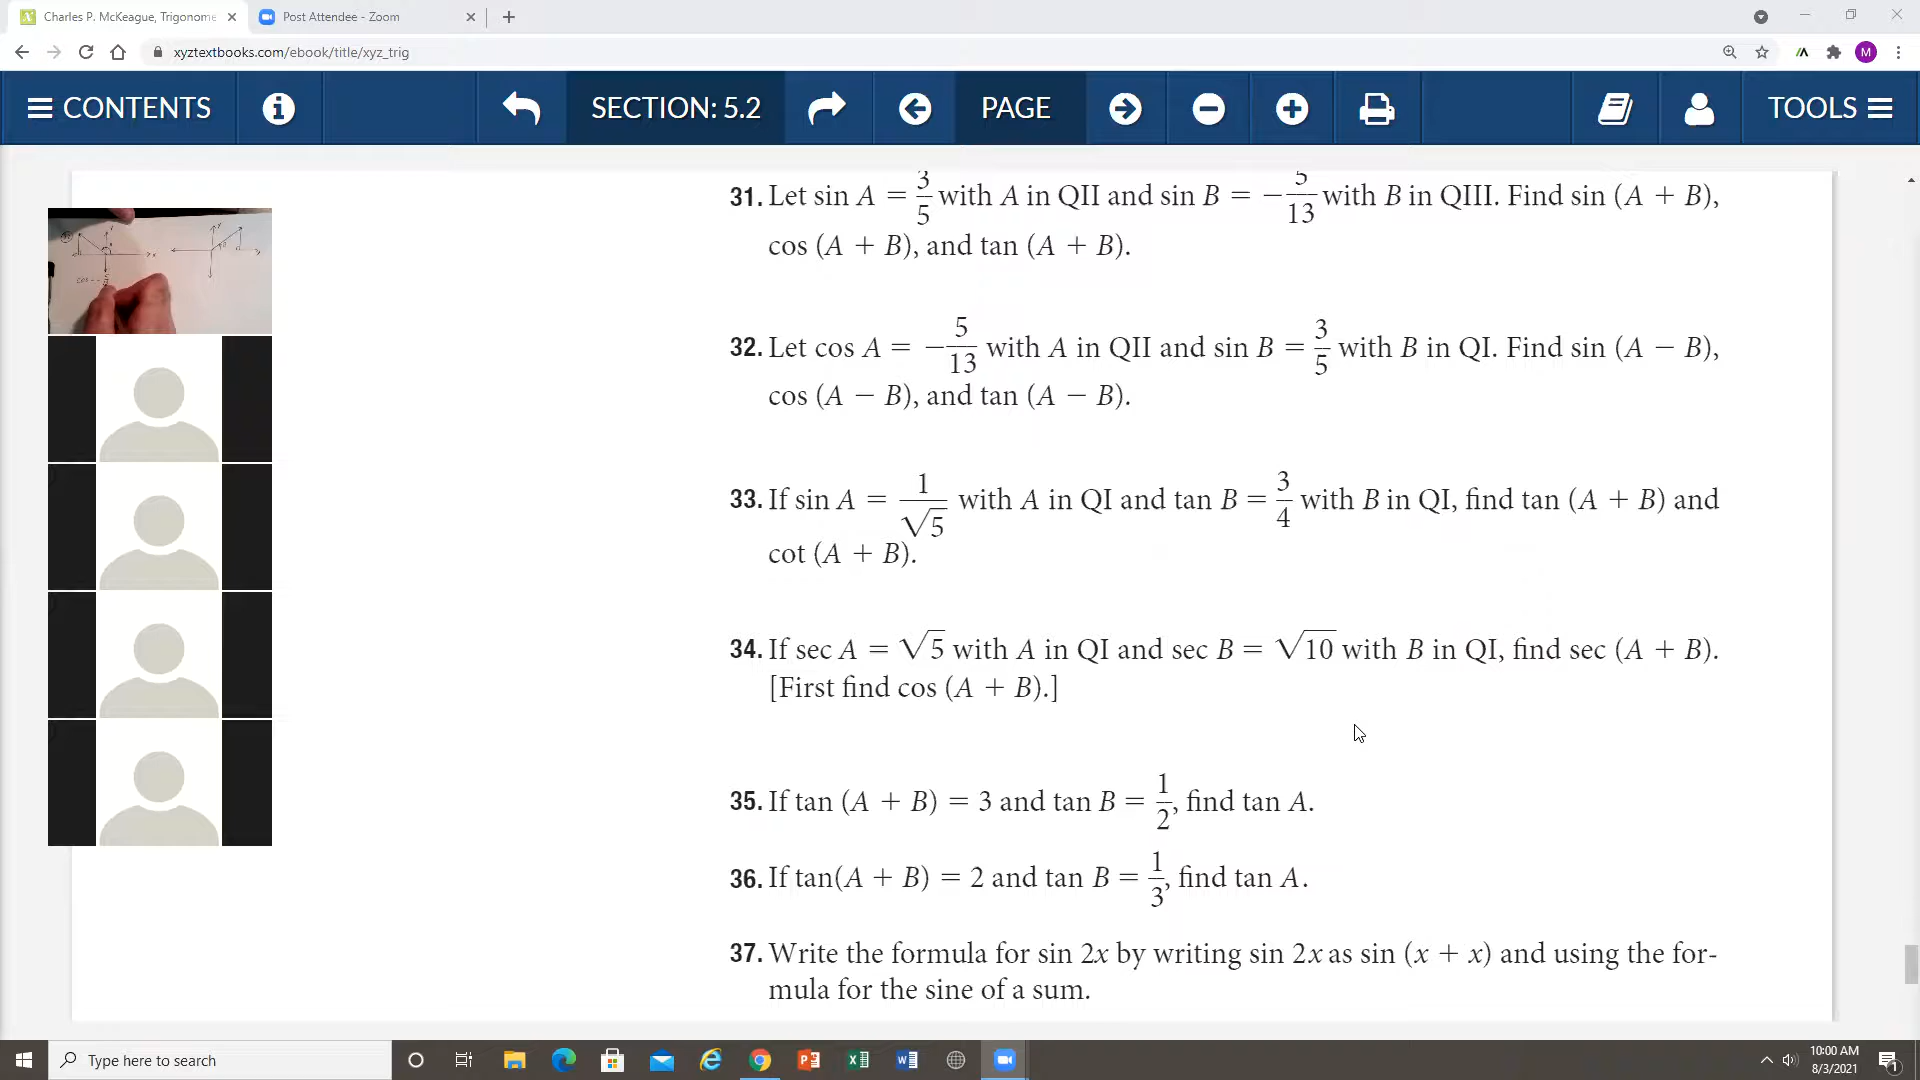 Charles P. McKeague, Trigonome
Post Attendee - Zoom
xyztextbooks.com/ebook/title/xyz_trig
M
CONTENTS
SECTION: 5.2
PAGE
TOOLS
31. Let sin A = 3/5 with A in QII and sin B = −5/13 with B in QIII. Find sin (A + B),
cos (A + B), and tan (A + B).
32. Let cos A = −5/13 with A in QII and sin B = 3/5 with B in QI. Find sin (A − B),
cos (A − B), and tan (A − B).
33. If sin A = 1/√5 with A in QI and tan B = 3/4 with B in QI, find tan (A + B) and
cot (A + B).
34. If sec A = √5 with A in QI and sec B = √10 with B in QI, find sec (A + B).
[First find cos (A + B).]
35. If tan (A + B) = 3 and tan B = 1/2, find tan A.
36. If tan(A + B) = 2 and tan B = 1/3, find tan A.
37. Write the formula for sin 2x by writing sin 2x as sin (x + x) and using the for-
mula for the sine of a sum.
Type here to search
10:00 AM
8/3/2021
1